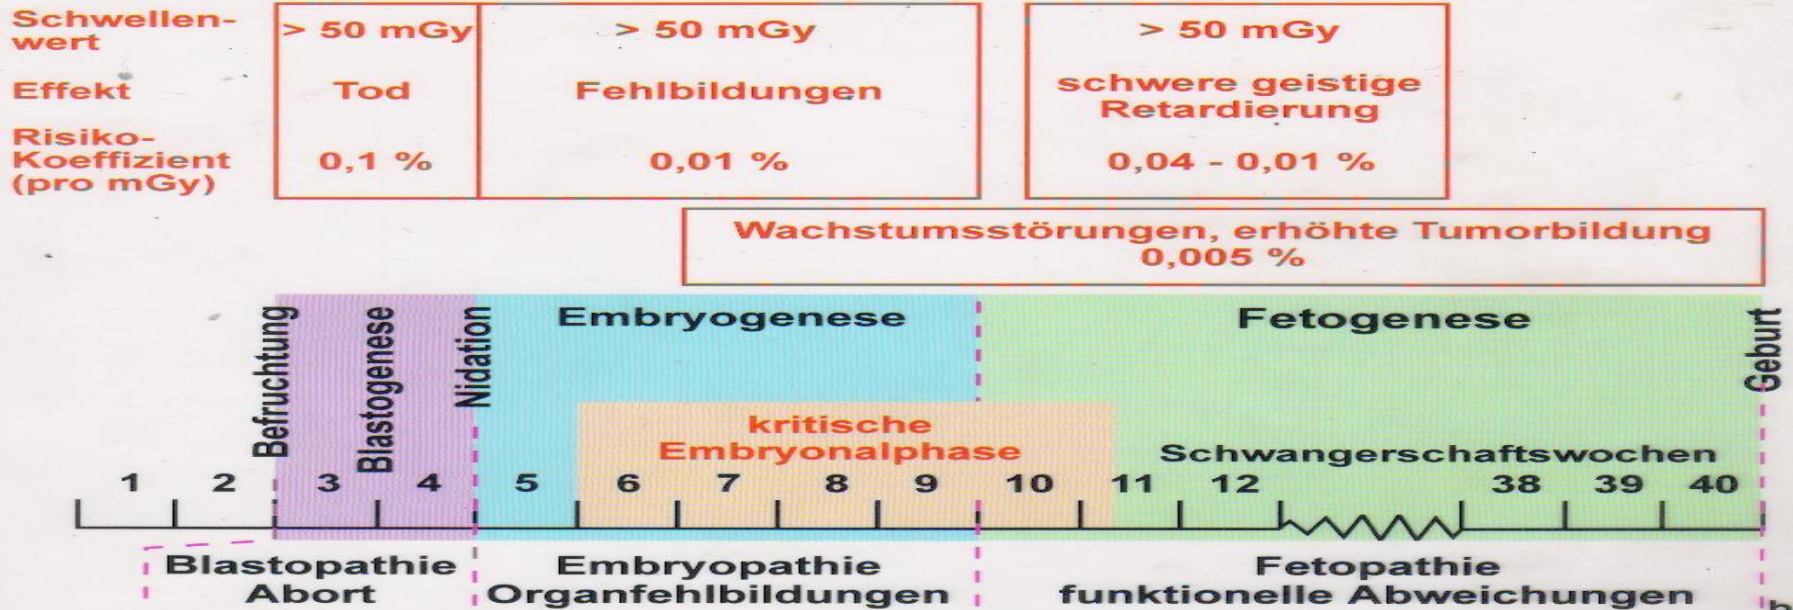 Schwellen-
wert
> 50 mGy
> 50 mGy
> 50 mGy
Effekt
Tod
Fehlbildungen
schwere geistige
Retardierung
Risiko-
Koeffizient
(pro mGy)
0,1 %
0,01 %
0,04 - 0,01 %
Wachstumsstörungen, erhöhte Tumorbildung
0,005 %
Befruchtung
Blastogenese
Nidation
Embryogenese
Fetogenese
Geburt
kritische
Embryonalphase
Schwangerschaftswochen
1 2 3 4 5 6 7 8 9 10 11 12 38 39 40
Blastopathie
Abort
Embryopathie
Organfehlbildungen
Fetopathie
funktionelle Abweichungen